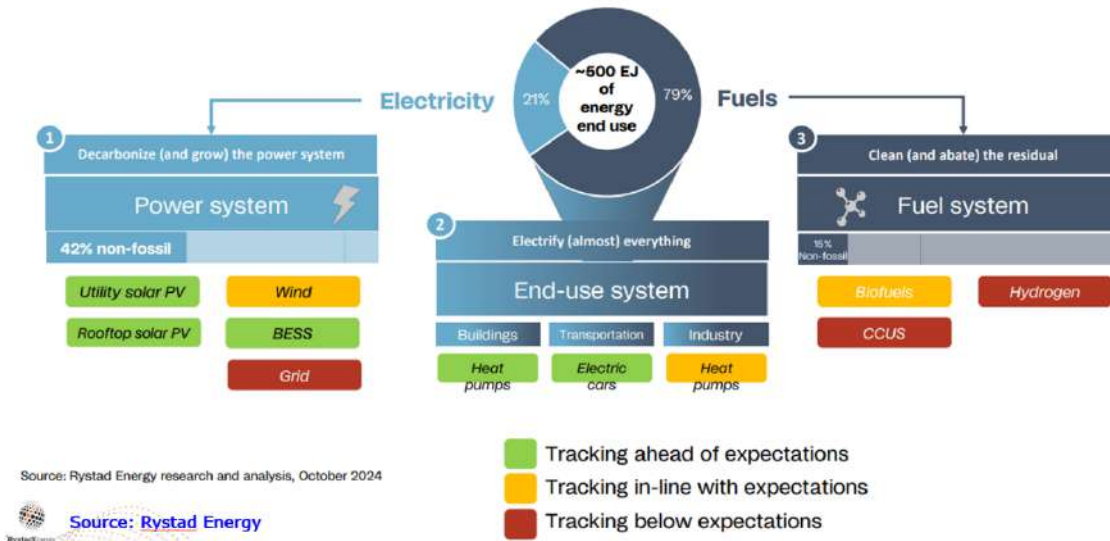 ~500 EJ
of
energy
end use
21%
79%
Electricity
Fuels
1
Decarbonize (and grow) the power system
Power system
42% non-fossil
Utility solar PV
Wind
Rooftop solar PV
BESS
Grid
2
Electrify (almost) everything
End-use system
Buildings
Transportation
Industry
Heat
pumps
Electric
cars
Heat
pumps
3
Clean (and abate) the residual
Fuel system
15%
Non-fossil
Biofuels
Hydrogen
CCUS
Tracking ahead of expectations
Tracking in-line with expectations
Tracking below expectations
Source: Rystad Energy research and analysis, October 2024
Source: Rystad Energy
RystadEnergy